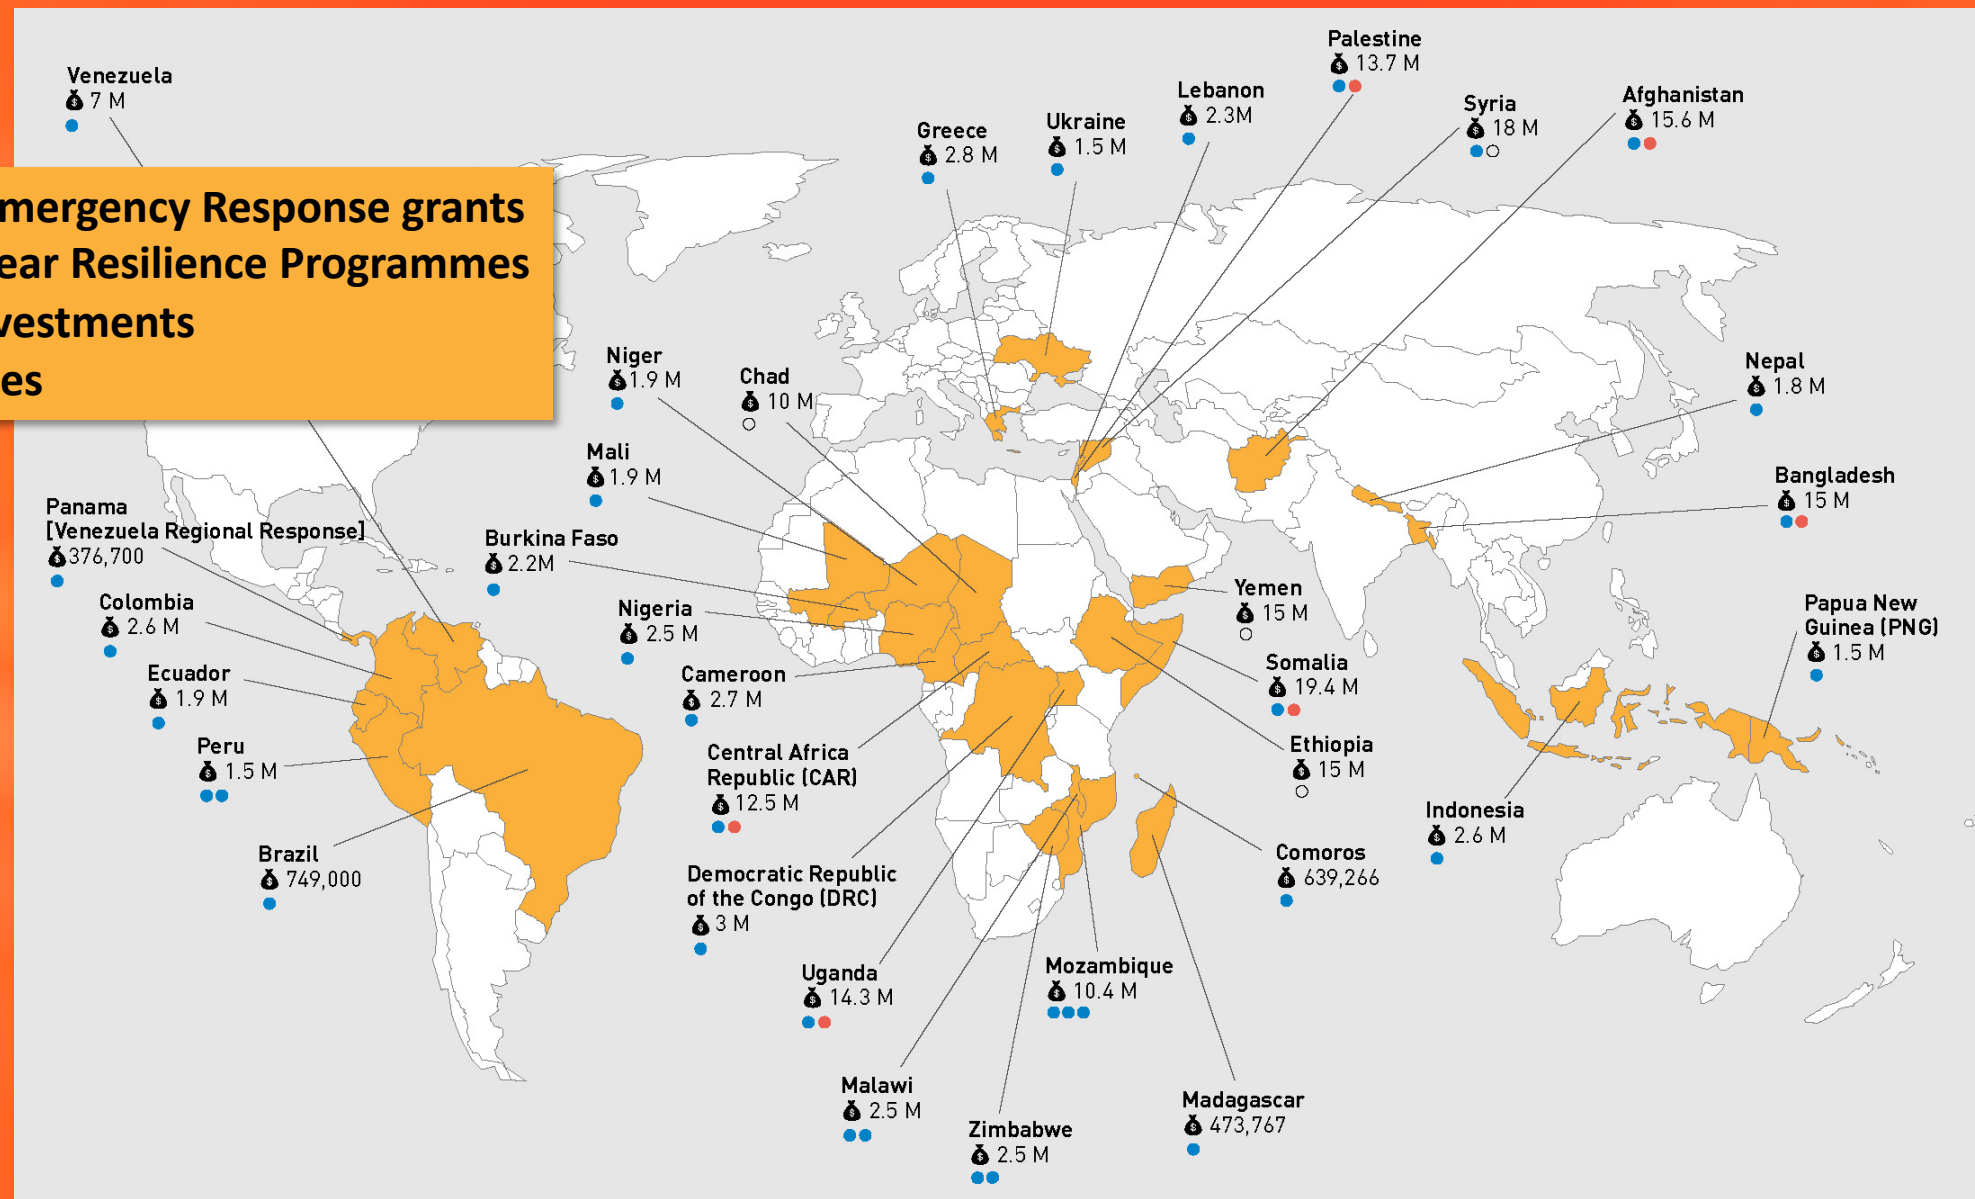 Venezuela
$ 7 M
Emergency Response grants
Resilience Programmes
Palestine
$ 13.7 M
Lebanon
$ 2.3M
Syria
$ 18 M
Afghanistan
$ 15.6 M
Greece
$ 2.8 M
Ukraine
$ 1.5 M
Niger
$ 1.9 M
Chad
$ 10 M
Mali
$ 1.9 M
Nepal
$ 1.8 M
Bangladesh
$ 15 M
Panama
[Venezuela Regional Response]
$ 376,700
Burkina Faso
$ 2.2M
Colombia
$ 2.6 M
Nigeria
$ 2.5 M
Yemen
$ 15 M
Papua New
Guinea (PNG)
$ 1.5 M
Ecuador
$ 1.9 M
Cameroon
$ 2.7 M
Somalia
$ 19.4 M
Peru
$ 1.5 M
Central Africa
Republic (CAR)
$ 12.5 M
Ethiopia
$ 15 M
Indonesia
$ 2.6 M
Brazil
$ 749,000
Democratic Republic
of the Congo (DRC)
$ 3 M
Comoros
$ 639,266
Uganda
$ 14.3 M
Mozambique
$ 10.4 M
Malawi
$ 2.5 M
Zimbabwe
$ 2.5 M
Madagascar
$ 473,767